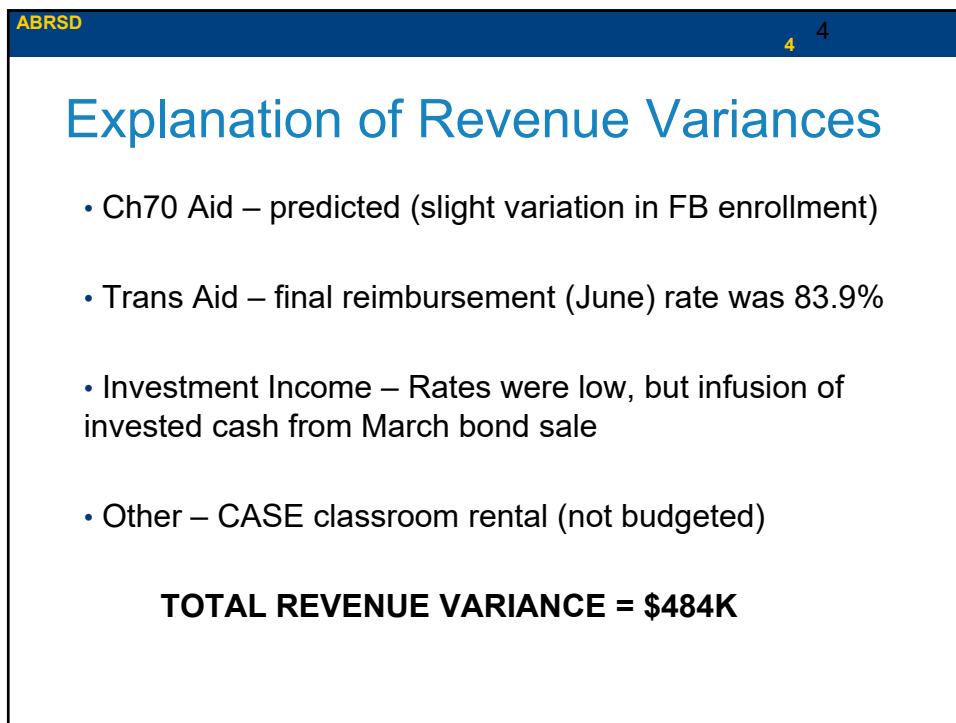 ABRSD
4
4
Explanation of Revenue Variances
• Ch70 Aid – predicted (slight variation in FB enrollment)
• Trans Aid – final reimbursement (June) rate was 83.9%
• Investment Income – Rates were low, but infusion of
invested cash from March bond sale
• Other – CASE classroom rental (not budgeted)
TOTAL REVENUE VARIANCE = $484K